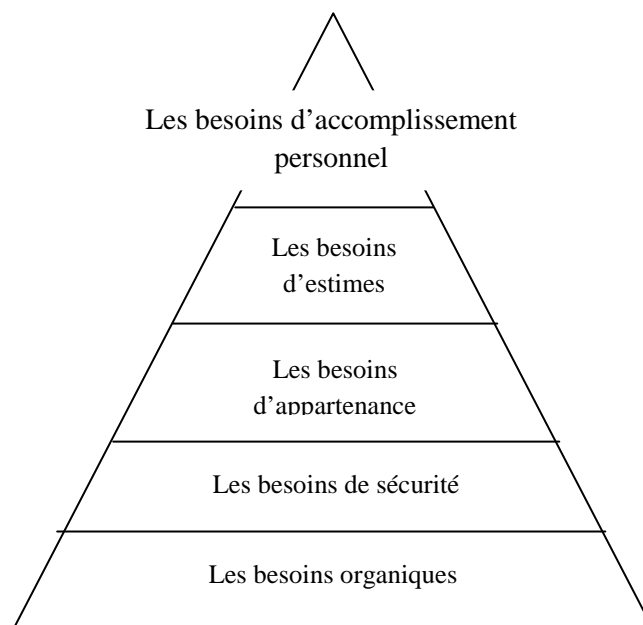 Les besoins d’accomplissement
personnel
Les besoins
d’estimes
Les besoins
d’appartenance
Les besoins de sécurité
Les besoins organiques